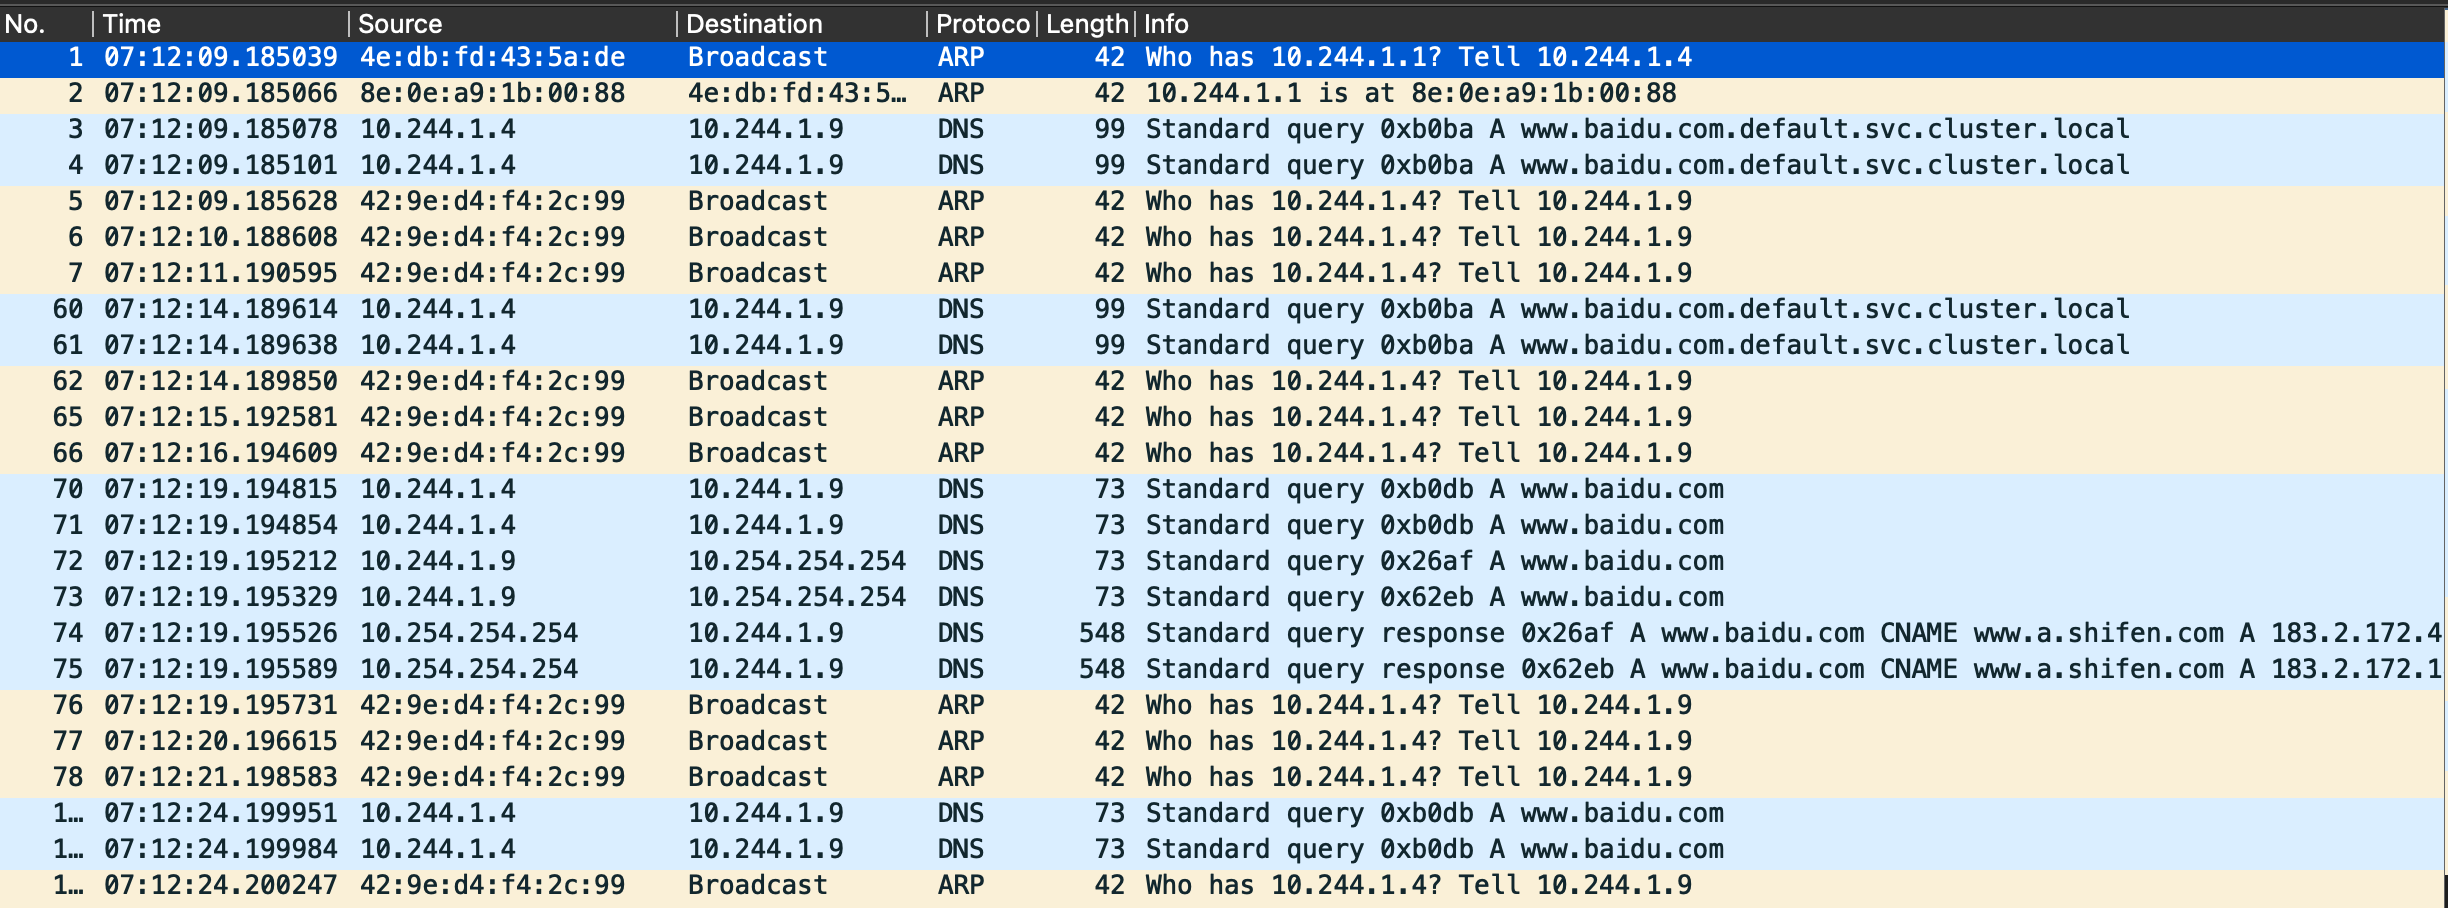 No. Time Source Destination Protoco Length Info
1 07:12:09.185039 4e:db:fd:43:5a:de Broadcast ARP 42 Who has 10.244.1.1? Tell 10.244.1.4
2 07:12:09.185066 8e:0e:a9:1b:00:88 4e:db:fd:43:5… ARP 42 10.244.1.1 is at 8e:0e:a9:1b:00:88
3 07:12:09.185078 10.244.1.4 10.244.1.9 DNS 99 Standard query 0xb0ba A www.baidu.com.default.svc.cluster.local
4 07:12:09.185101 10.244.1.4 10.244.1.9 DNS 99 Standard query 0xb0ba A www.baidu.com.default.svc.cluster.local
5 07:12:09.185628 42:9e:d4:f4:2c:99 Broadcast ARP 42 Who has 10.244.1.4? Tell 10.244.1.9
6 07:12:10.188608 42:9e:d4:f4:2c:99 Broadcast ARP 42 Who has 10.244.1.4? Tell 10.244.1.9
7 07:12:11.190595 42:9e:d4:f4:2c:99 Broadcast ARP 42 Who has 10.244.1.4? Tell 10.244.1.9
60 07:12:14.189614 10.244.1.4 10.244.1.9 DNS 99 Standard query 0xb0ba A www.baidu.com.default.svc.cluster.local
61 07:12:14.189638 10.244.1.4 10.244.1.9 DNS 99 Standard query 0xb0ba A www.baidu.com.default.svc.cluster.local
62 07:12:14.189850 42:9e:d4:f4:2c:99 Broadcast ARP 42 Who has 10.244.1.4? Tell 10.244.1.9
65 07:12:15.192581 42:9e:d4:f4:2c:99 Broadcast ARP 42 Who has 10.244.1.4? Tell 10.244.1.9
66 07:12:16.194609 42:9e:d4:f4:2c:99 Broadcast ARP 42 Who has 10.244.1.4? Tell 10.244.1.9
70 07:12:19.194815 10.244.1.4 10.244.1.9 DNS 73 Standard query 0xb0db A www.baidu.com
71 07:12:19.194854 10.244.1.4 10.244.1.9 DNS 73 Standard query 0xb0db A www.baidu.com
72 07:12:19.195212 10.244.1.9 10.254.254.254 DNS 73 Standard query 0x26af A www.baidu.com
73 07:12:19.195329 10.244.1.9 10.254.254.254 DNS 73 Standard query 0x62eb A www.baidu.com
74 07:12:19.195526 10.254.254.254 10.244.1.9 DNS 548 Standard query response 0x26af A www.baidu.com CNAME www.a.shifen.com A 183.2.172.4
75 07:12:19.195589 10.254.254.254 10.244.1.9 DNS 548 Standard query response 0x62eb A www.baidu.com CNAME www.a.shifen.com A 183.2.172.1
76 07:12:19.195731 42:9e:d4:f4:2c:99 Broadcast ARP 42 Who has 10.244.1.4? Tell 10.244.1.9
77 07:12:20.196615 42:9e:d4:f4:2c:99 Broadcast ARP 42 Who has 10.244.1.4? Tell 10.244.1.9
78 07:12:21.198583 42:9e:d4:f4:2c:99 Broadcast ARP 42 Who has 10.244.1.4? Tell 10.244.1.9
1… 07:12:24.199951 10.244.1.4 10.244.1.9 DNS 73 Standard query 0xb0db A www.baidu.com
1… 07:12:24.199984 10.244.1.4 10.244.1.9 DNS 73 Standard query 0xb0db A www.baidu.com
1… 07:12:24.200247 42:9e:d4:f4:2c:99 Broadcast ARP 42 Who has 10.244.1.4? Tell 10.244.1.9